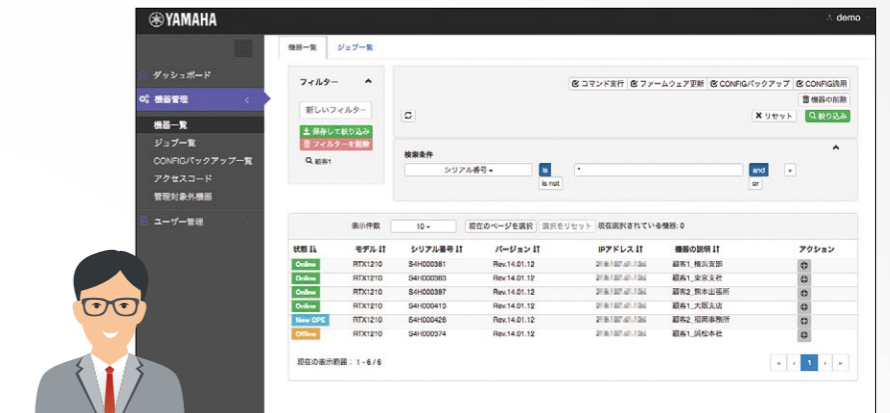 YAMAHA
demo
機器一覧 ジョブ一覧
ダッシュボード
機器管理
機器一覧
ジョブ一覧
CONFIGバックアップ一覧
アクセスコード
管理対象外機器
ユーザー管理
フィルター
新しいフィルター
保存して絞り込み
フィルターを削除
顧客1
コマンド実行 ファームウェア更新 CONFIGバックアップ CONFIG適用
機器の削除
リセット 絞り込み
検索条件
シリアル番号 is * and +
is not or
表示件数 10 現在のページを選択 選択をリセット 現在選択されている機器: 0
状態 モデル シリアル番号 バージョン IPアドレス 機器の説明 アクション
Online RTX1210 S4H000381 Rev.14.01.12 顧客1_横浜支部
Online RTX1210 S4H000383 Rev.14.01.12 顧客1_東京支社
Online RTX1210 S4H000397 Rev.14.01.12 顧客2_熊本出張所
Online RTX1210 S4H000413 Rev.14.01.12 顧客1_大阪支店
New OPE RTX1210 S4H000426 Rev.14.01.12 顧客2_福岡事務所
Offline RTX1210 S4H000374 Rev.14.01.12 顧客1_浜松本社
現在の表示範囲: 1 - 6 / 6
« ‹ 1 › »